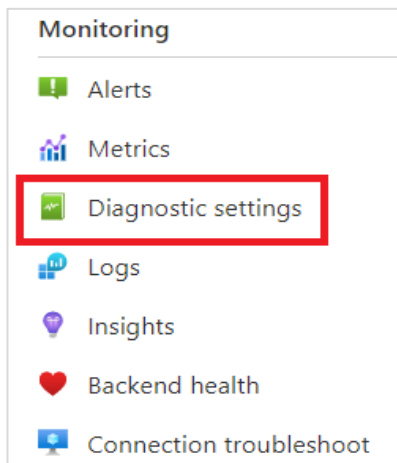 Monitoring
Alerts
Metrics
Diagnostic settings
Logs
Insights
Backend health
Connection troubleshoot